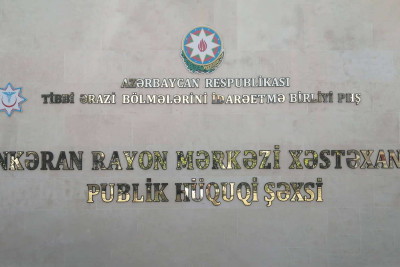 AZƏRBAYCAN RESPUBLİKASI
TİBBİ ƏRAZİ BÖLMƏLƏRİNİ İDARƏETMƏ BİRLİYİ PHŞ
NKƏRAN RAYON MƏRKƏZİ XƏSTƏXAN
PUBLİK HÜQUQİ ŞƏXSİ